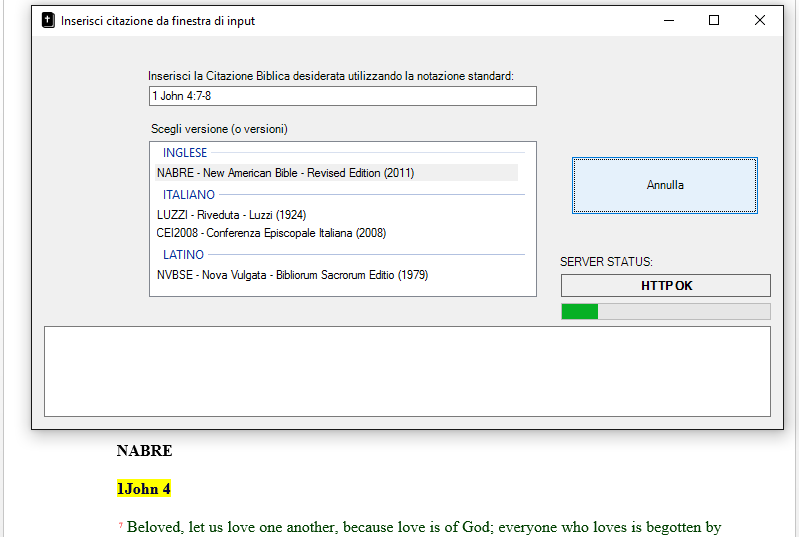 Inserisci citazione da finestra di input
Inserisci la Citazione Biblica desiderata utilizzando la notazione standard:
1 John 4:7-8
Scegli versione (o versioni)
INGLESE
NABRE - New American Bible - Revised Edition (2011)
ITALIANO
LUZZI - Riveduta - Luzzi (1924)
CEI2008 - Conferenza Episcopale Italiana (2008)
LATINO
NVBSE - Nova Vulgata - Bibliorum Sacrorum Editio (1979)
Annulla
SERVER STATUS:
HTTP OK
NABRE
1John 4
7 Beloved, let us love one another, because love is of God; everyone who loves is begotten by